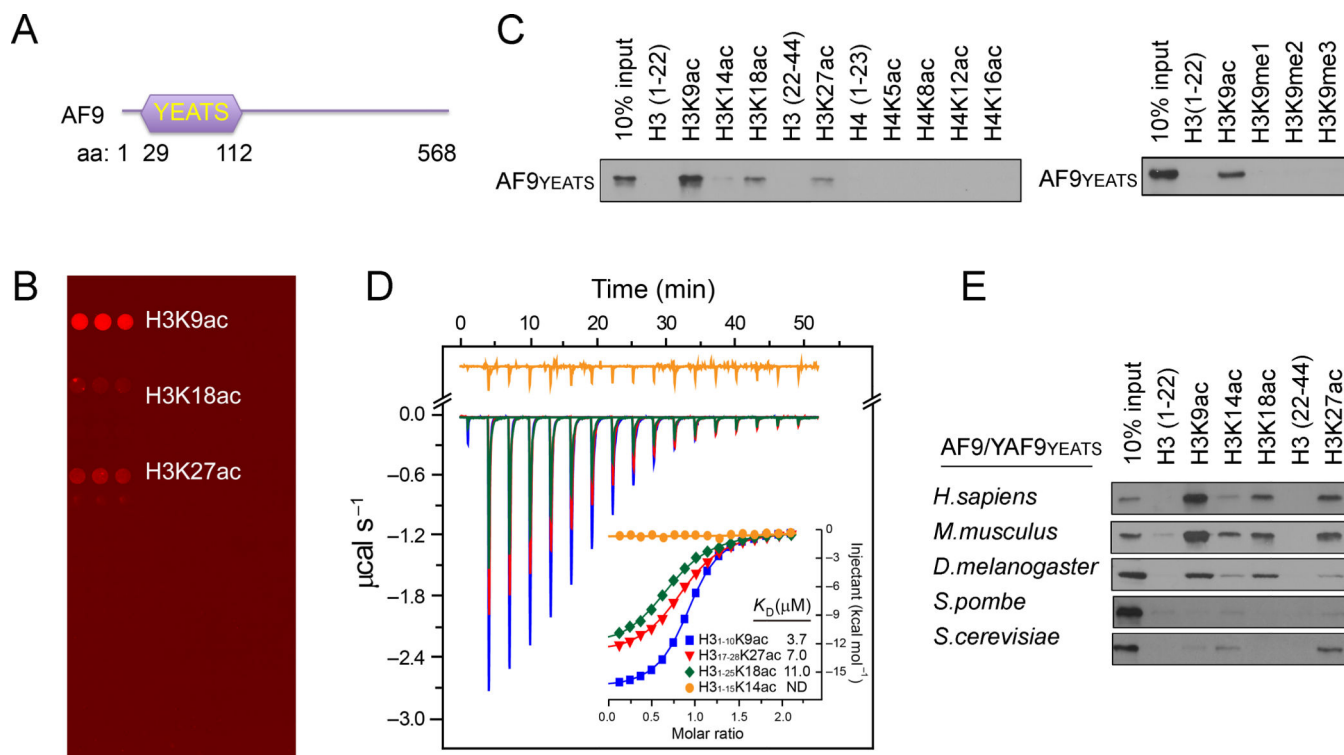 A
AF9
YEATS
aa: 1 29 112 568
B
H3K9ac
H3K18ac
H3K27ac
C
10% input
H3 (1-22)
H3K9ac
H3K14ac
H3K18ac
H3 (22-44)
H3K27ac
H4 (1-23)
H4K5ac
H4K8ac
H4K12ac
H4K16ac
AF9YEATS
10% input
H3(1-22)
H3K9ac
H3K9me1
H3K9me2
H3K9me3
AF9YEATS
D
Time (min)
0 10 20 22 30 40 50
0.0
−0.6
−1.2
−1.8
−2.4
−3.0
µcal s⁻¹
KD(µM)
H31-10K9ac 3.7
H317-28K27ac 7.0
H31-25K18ac 11.0
H31-15K14ac ND
0
−3
−6
−9
−12
−15
Injectant (kcal mol⁻¹)
0.0 0.5 1.0 1.5 2.0
Molar ratio
E
10% input
H3 (1-22)
H3K9ac
H3K14ac
H3K18ac
H3 (22-44)
H3K27ac
AF9/YAF9YEATS
H.sapiens
M.musculus
D.melanogaster
S.pombe
S.cerevisiae